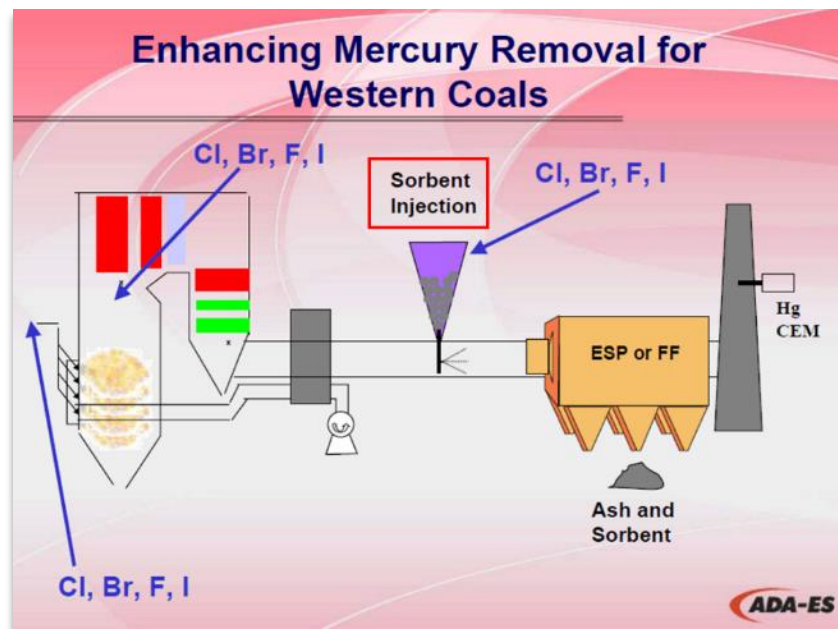 Enhancing Mercury Removal for
Western Coals
Cl, Br, F, I
Sorbent
Injection
Cl, Br, F, I
Hg
CEM
ESP or FF
x
Ash and
Sorbent
Cl, Br, F, I
ADA-ES